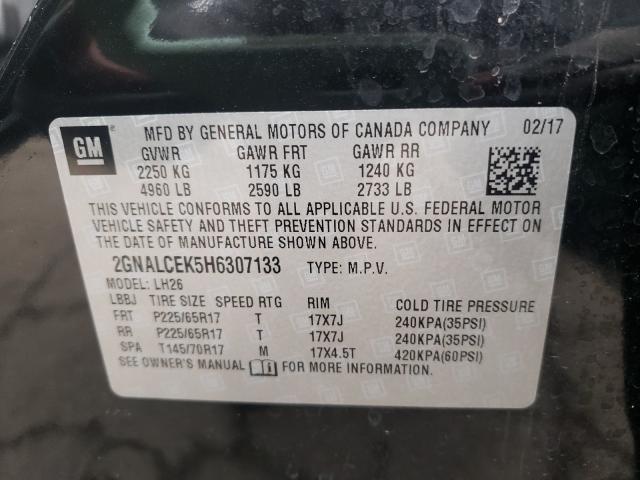 GM MFD BY GENERAL MOTORS OF CANADA COMPANY 02/17
GVWR GAWR FRT GAWR RR
2250 KG 1175 KG 1240 KG
4960 LB 2590 LB 2733 LB
THIS VEHICLE CONFORMS TO ALL APPLICABLE U.S. FEDERAL MOTOR
VEHICLE SAFETY AND THEFT PREVENTION STANDARDS IN EFFECT ON
THE DATE OF MANUFACTURE SHOWN ABOVE.
2GNALCEK5H6307133 TYPE: M.P.V.
MODEL: LH26
LBBJ TIRE SIZE SPEED RTG RIM COLD TIRE PRESSURE
FRT P225/65R17 T 17X7J 240KPA(35PSI)
RR P225/65R17 T 17X7J 240KPA(35PSI)
SPA T145/70R17 M 17X4.5T 420KPA(60PSI)
SEE OWNER'S MANUAL FOR MORE INFORMATION.